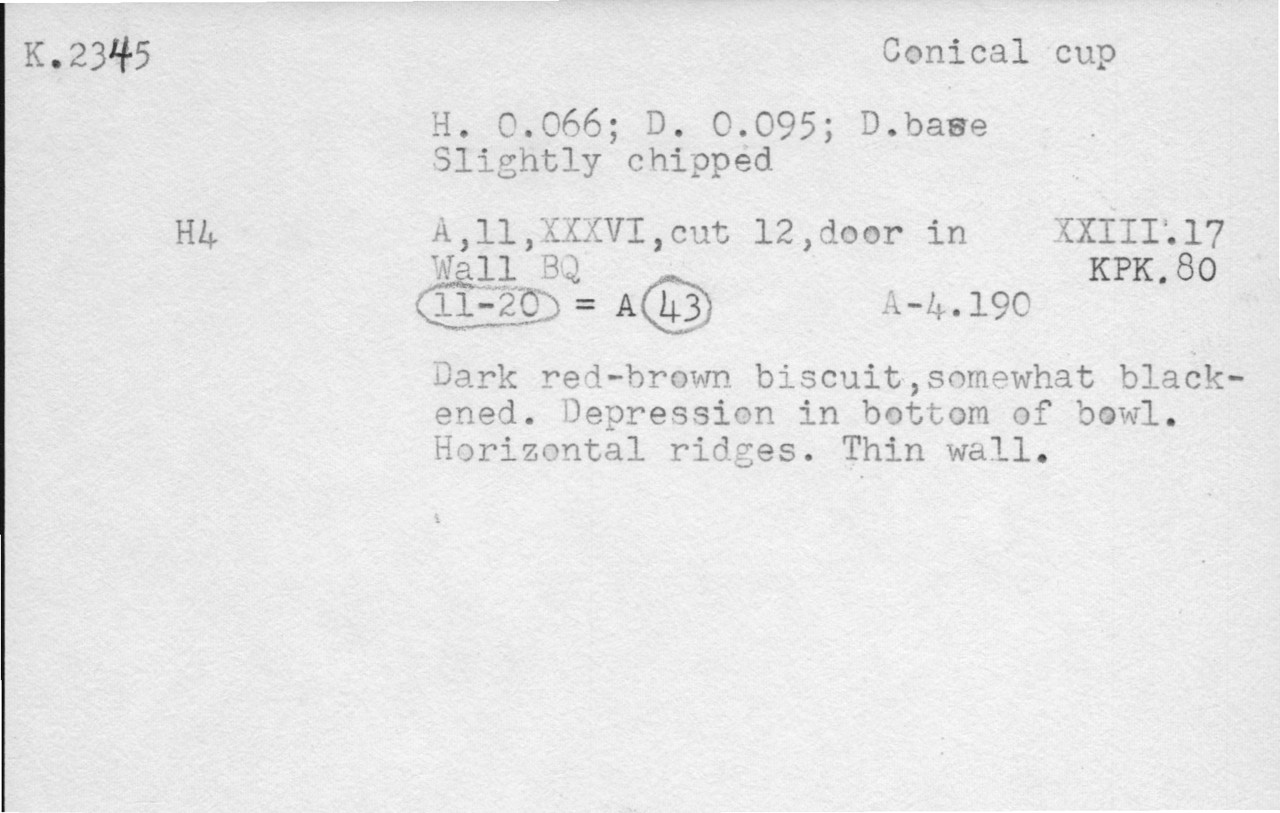 K.2345 Conical cup
H. 0.066; D. 0.095; D.base
Slightly chipped
H4 A,11,XXXVI,cut 12,door in XXIII.17
Wall BQ KPK.80
11-20 = A 43 A-4.190
Dark red-brown biscuit,somewhat black-
ened. Depression in bottom of bowl.
Horizontal ridges. Thin wall.